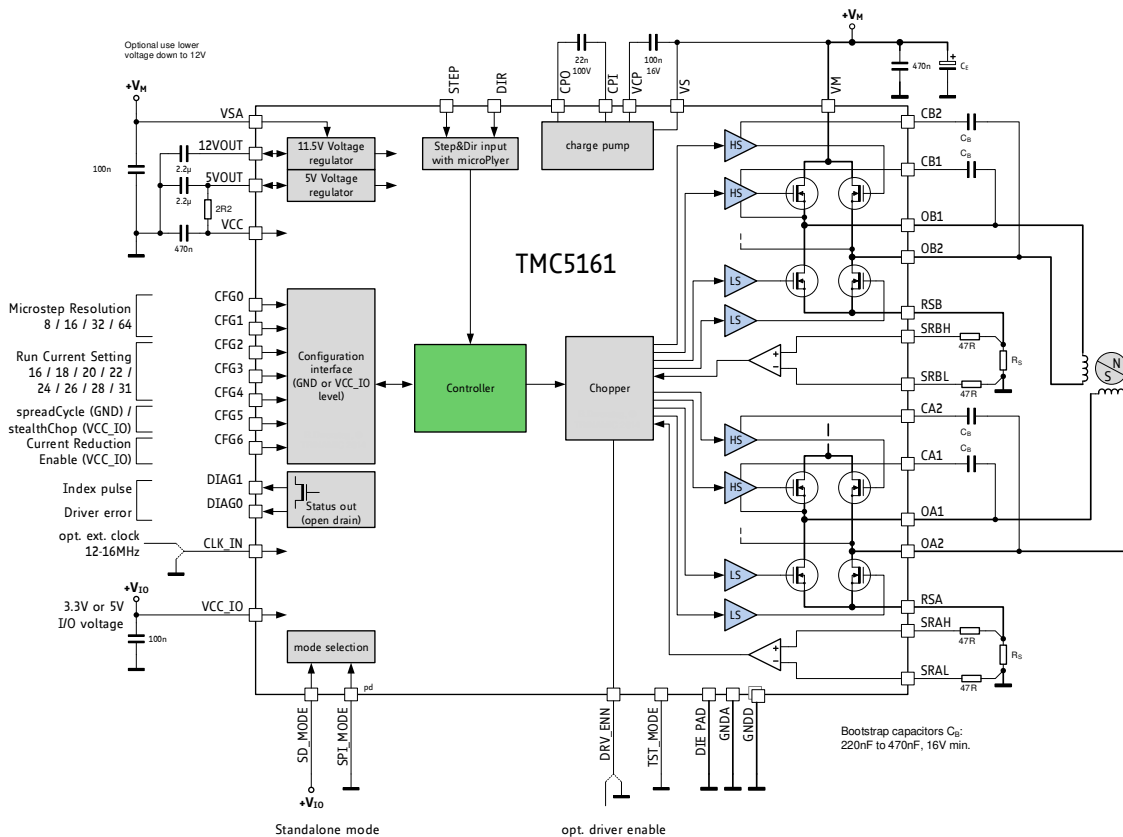 Optional use lower
voltage down to 12V
+VM
VSA
12VOUT
2.2µ
5VOUT
2.2µ
100n
2R2
VCC
470n
11.5V Voltage
regulator
5V Voltage
regulator
STEP
DIR
Step&Dir input
with microPlyer
22n
100V
CPO
CPI
100n
16V
VCP
VS
charge pump
+VM
VM
470n
CE
TMC5161
HS
HS
LS
LS
CB2
CB
CB1
CB
OB1
OB2
RSB
SRBH
47R
RS
SRBL
47R
+
−
N
S
Microstep Resolution
8 / 16 / 32 / 64
Run Current Setting
16 / 18 / 20 / 22 /
24 / 26 / 28 / 31
spreadCycle (GND) /
stealthChop (VCC_IO)
Current Reduction
Enable (VCC_IO)
CFG0
CFG1
CFG2
CFG3
CFG4
CFG5
CFG6
Configuration
interface
(GND or VCC_IO
level)
Controller
Chopper
Index pulse
Driver error
DIAG1
DIAG0
Status out
(open drain)
opt. ext. clock
12-16MHz
CLK_IN
+VIO
3.3V or 5V
I/O voltage
VCC_IO
100n
HS
HS
LS
LS
CA2
CB
CA1
CB
OA1
OA2
RSA
SRAH
47R
RS
SRAL
47R
+
−
mode selection
pd
SD_MODE
SPI_MODE
+VIO
Standalone mode
DRV_ENN
opt. driver enable
TST_MODE
DIE_PAD
GNDA
GNDD
Bootstrap capacitors CB:
220nF to 470nF, 16V min.